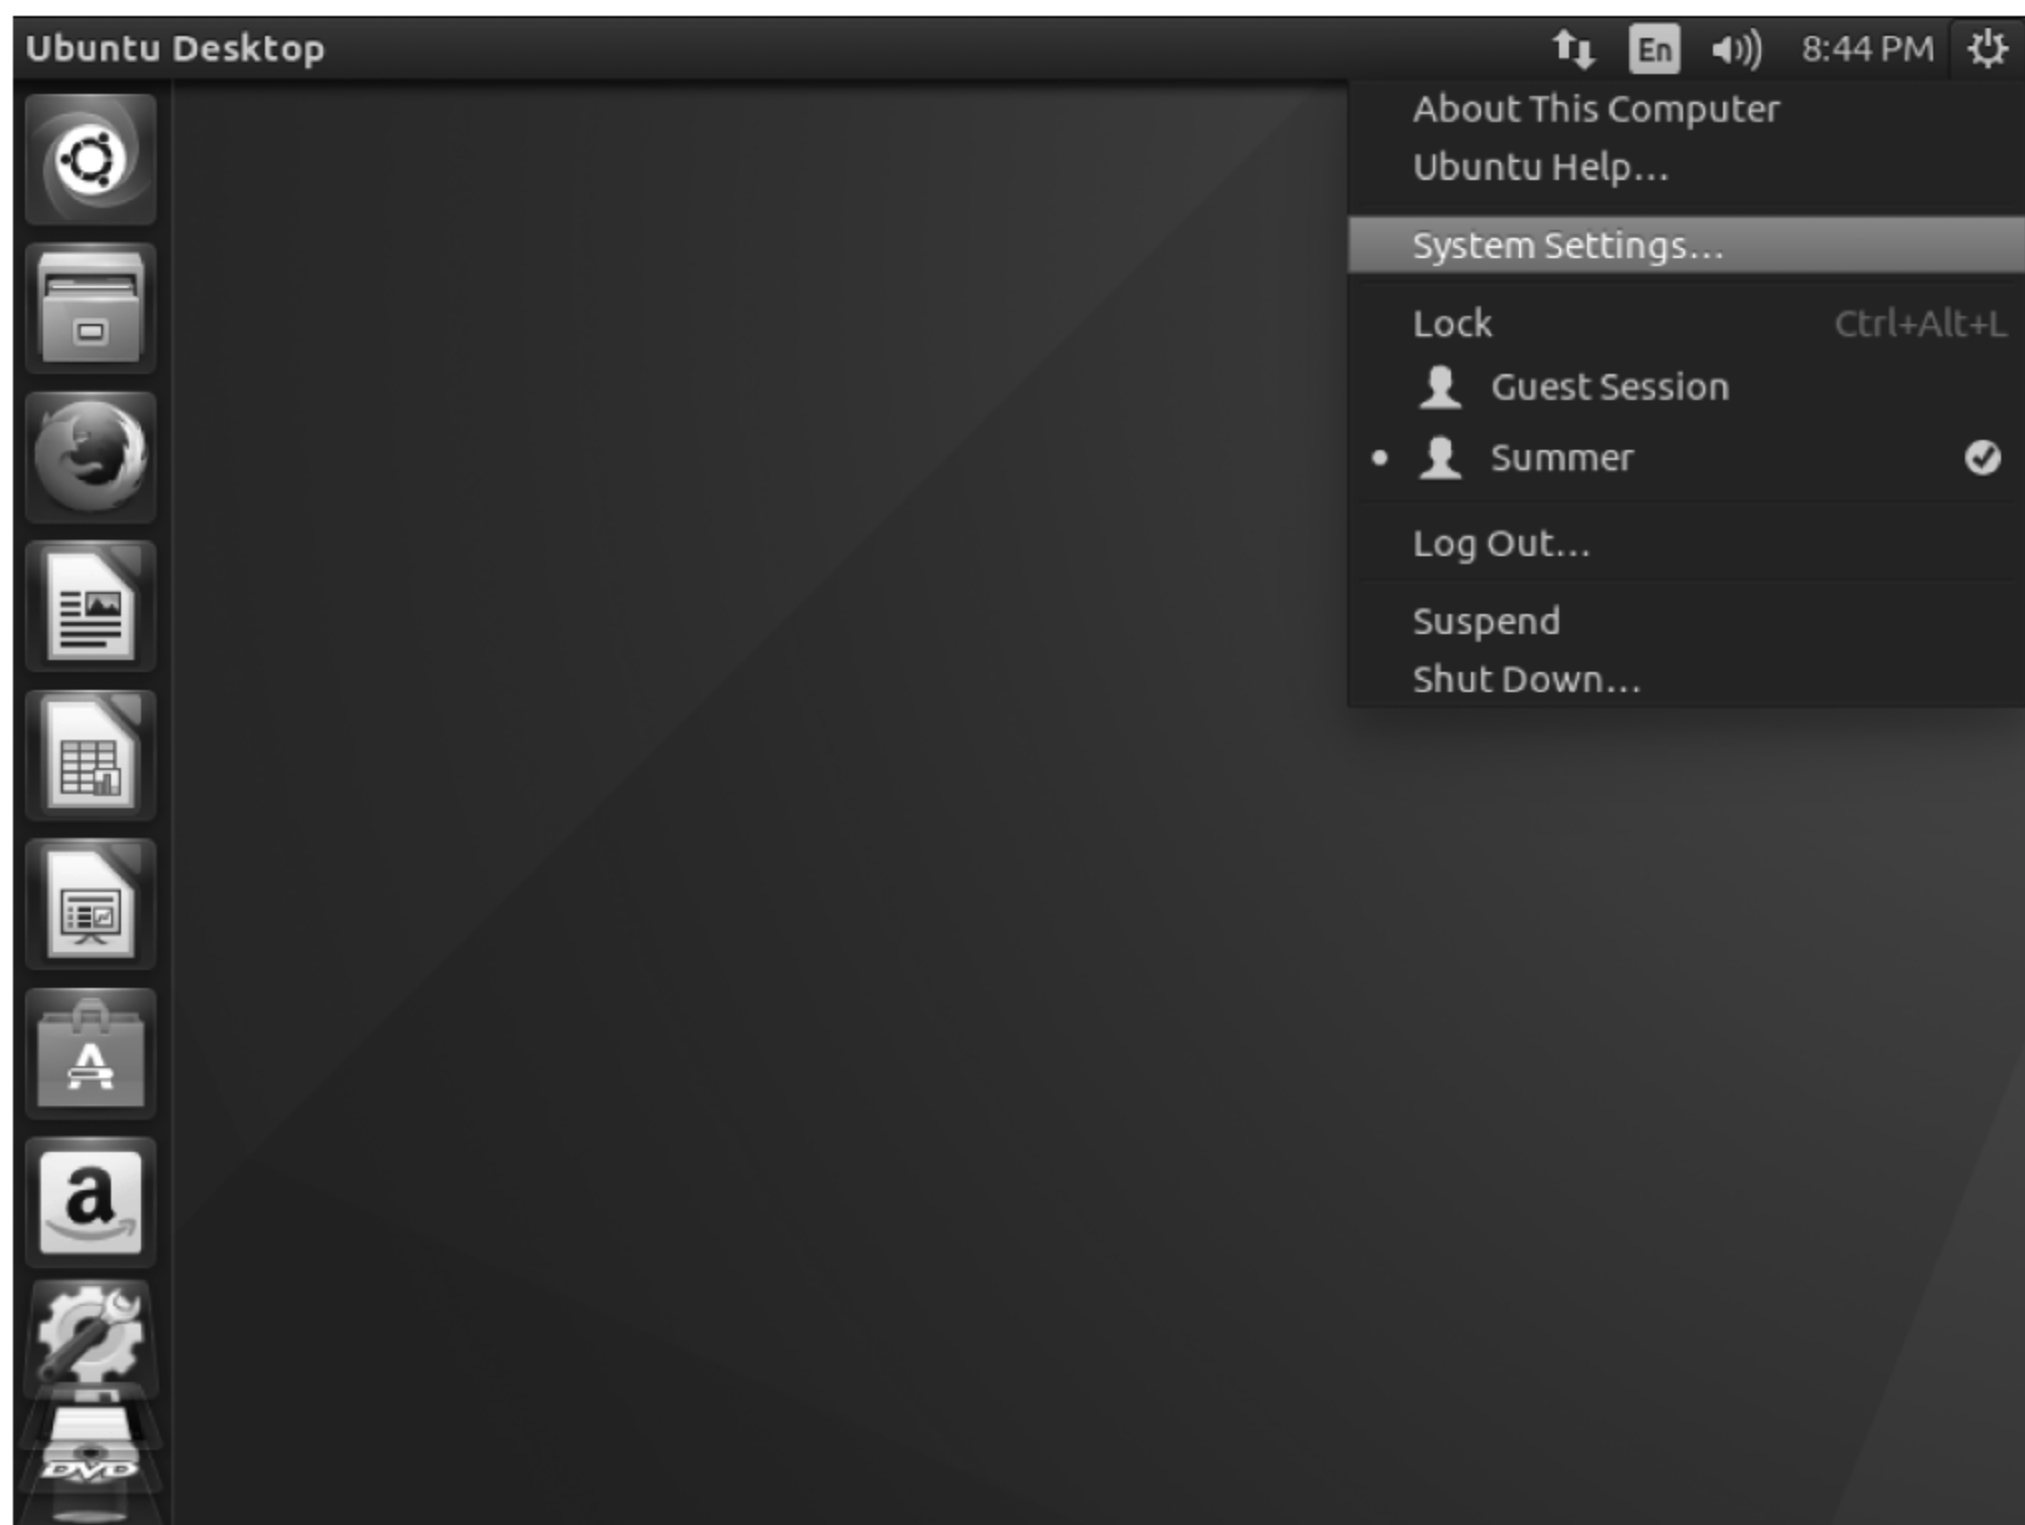 Ubuntu Desktop
En
8:44 PM
About This Computer
Ubuntu Help...
System Settings...
Lock Ctrl+Alt+L
Guest Session
Summer
Log Out...
Suspend
Shut Down...
A
a
DVD